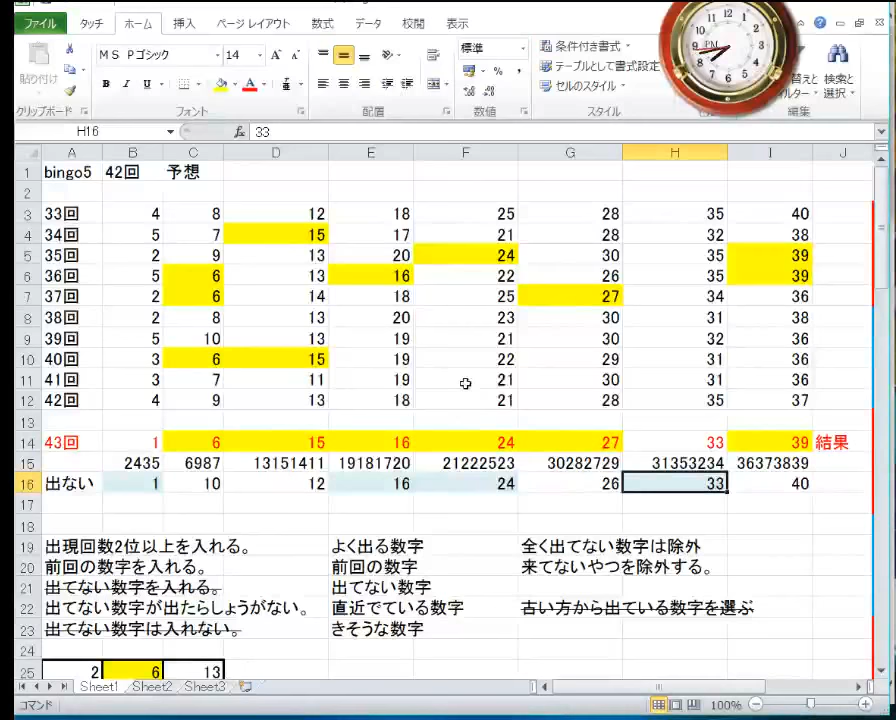 ファイル タッチ ホーム 挿入 ページ レイアウト 数式 データ 校閲 表示
ＭＳ Ｐゴシック 14 標準 条件付き書式
テーブルとして書式設定
貼り付け セルのスタイル 検索と
選択
クリップボード フォント 配置 数値 スタイル 編集
H16 fx 33
A B C D E F G H I J
1 bingo5 42回 予想
2
3 33回 4 8 12 18 25 28 35 40
4 34回 5 7 15 17 21 28 32 38
5 35回 2 9 13 20 24 30 35 39
6 36回 5 6 13 16 22 26 35 39
7 37回 2 6 14 18 25 27 34 36
8 38回 2 8 13 20 23 30 31 38
9 39回 5 10 13 19 21 30 32 36
10 40回 3 6 15 19 22 29 31 36
11 41回 3 7 11 19 21 30 31 36
12 42回 4 9 13 18 21 28 35 37
13
14 43回 1 6 15 16 24 27 33 39 結果
15 2435 6987 13151411 19181720 21222523 30282729 31353234 36373839
16 出ない 1 10 12 16 24 26 33 40
17
18
19 出現回数2位以上を入れる。 よく出る数字 全く出てない数字は除外
20 前回の数字を入れる。 前回の数字 来てないやつを除外する。
21 出てない数字を入れる。 出てない数字
22 出てない数字が出たらしょうがない。 直近でている数字 古い方から出ている数字を選ぶ
23 出てない数字は入れない。 きそうな数字
24
25 2 6 13
Sheet1 Sheet2 Sheet3
コマンド 100%